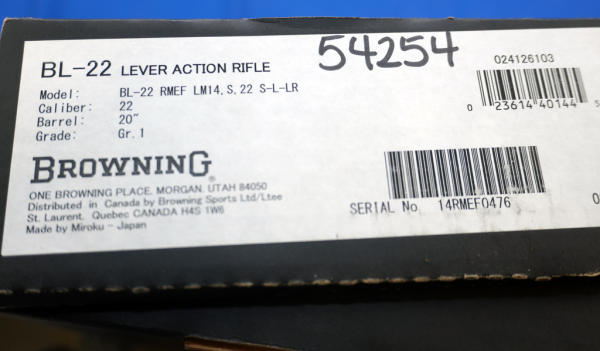 54254
BL-22 LEVER ACTION RIFLE
Model: BL-22 RMEF LM14, S, 22 S-L-LR
Caliber: 22
Barrel: 20"
Grade: Gr. 1
BROWNING®
ONE BROWNING PLACE, MORGAN, UTAH 84050
Distributed in Canada by Browning Sports Ltd/Ltee
St. Laurent, Quebec CANADA H4S 1W6
Made by Miroku - Japan
024126103
0 23614 40144 5
SERIAL No. 14RMEF0476
0